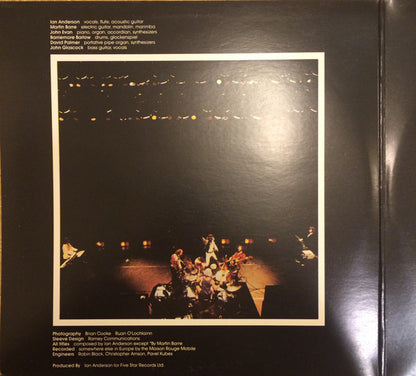 Ian Anderson vocals, flute, acoustic guitar
Martin Barre electric guitar, mandolin, marimba
John Evan piano, organ, accordion, synthesizers
Barriemore Barlow drums, glockenspiel
David Palmer portative pipe organ, synthesizers
John Glascock bass guitar, vocals
Photography Brian Cooke Ruan O'Lochlainn
Sleeve Design Ramey Communications
All Titles composed by Ian Anderson except *By Martin Barre
Recorded somewhere else in Europe by the Maison Rouge Mobile
Engineers Robin Black, Christopher Amson, Pavel Kubes
Produced By Ian Anderson for Five Star Records Ltd.